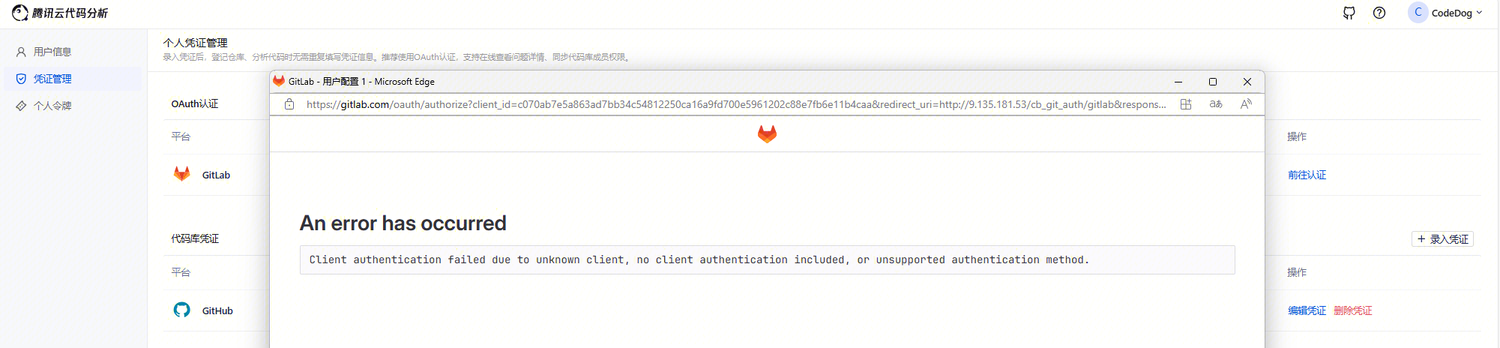 腾讯云代码分析
CodeDog
用户信息
凭证管理
个人令牌
个人凭证管理
录入凭证后，登记仓库、分析代码时无需重复填写凭证信息。推荐使用OAuth认证，支持在线查看问题详情、同步代码库成员权限。
GitLab - 用户配置 1 - Microsoft Edge
https://gitlab.com/oauth/authorize?client_id=c070ab7e5a863ad7bb34c54812250ca16a9fd700e5961202c88e7fb6e11b4caa&redirect_uri=http://9.135.181.53/cb_git_auth/gitlab&respons...
An error has occurred
Client authentication failed due to unknown client, no client authentication included, or unsupported authentication method.
OAuth认证
平台
操作
GitLab
前往认证
代码库凭证
+ 录入凭证
平台
操作
GitHub
编辑凭证 删除凭证